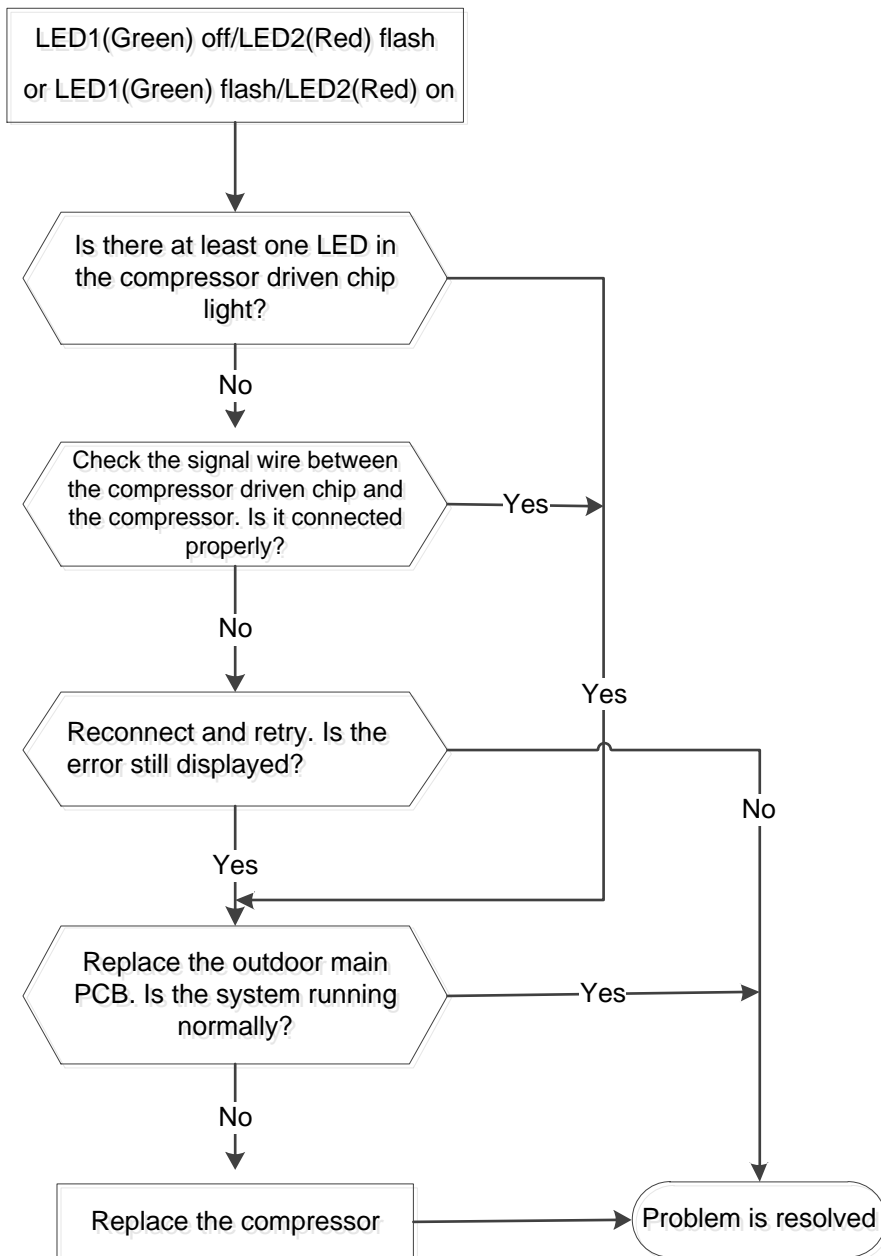 LED1(Green) off/LED2(Red) flash
or LED1(Green) flash/LED2(Red) on
Is there at least one LED in
the compressor driven chip
light?
No
Check the signal wire between
the compressor driven chip and
the compressor. Is it connected
properly?
Yes
No
Yes
Reconnect and retry. Is the
error still displayed?
No
Yes
Replace the outdoor main
PCB. Is the system running
normally?
Yes
No
Replace the compressor
Problem is resolved